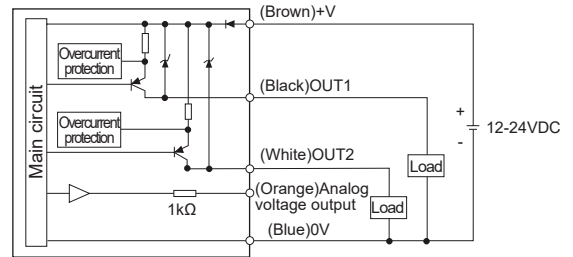 (Brown)+V
Overcurrent
protection
(Black)OUT1
Main circuit
+
12-24VDC
-
Overcurrent
protection
(White)OUT2
Load
(Orange)Analog
voltage output
Load
1kΩ
(Blue)0V